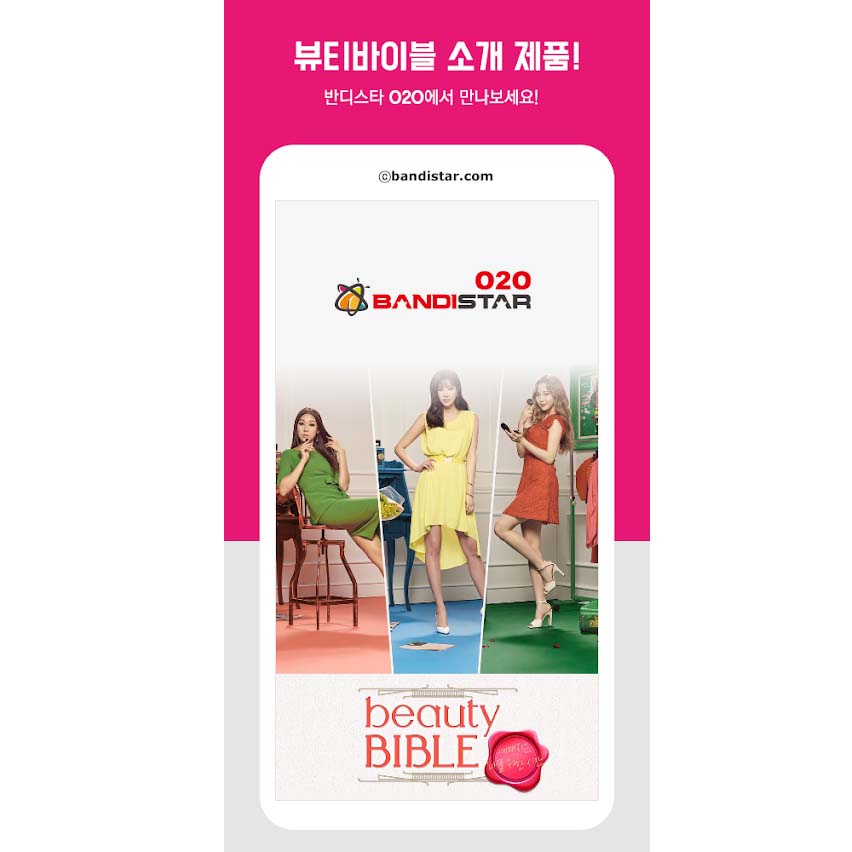 뷰티바이블 소개 제품!
반디스타 O2O에서 만나보세요!
ⓒbandistar.com
O2O
BANDISTAR
beauty
BIBLE